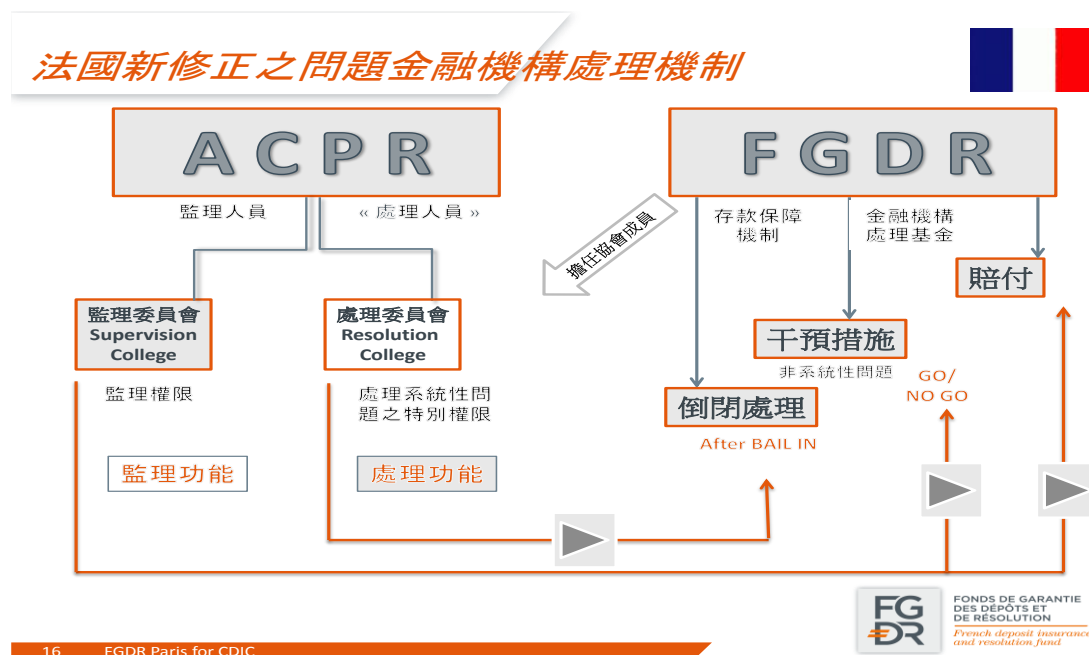 法國新修正之問題金融機構處理機制
ACPR
FGDR
監理人員
« 處理人員 »
擔任協會成員
存款保障
機制
金融機構
處理基金
賠付
監理委員會
Supervision
College
處理委員會
Resolution
College
干預措施
非系統性問題
GO/
NO GO
監理權限
處理系統性問
題之特別權限
倒閉處理
After BAIL IN
監理功能
處理功能
FG
DR
FONDS DE GARANTIE
DES DÉPÔTS ET
DE RÉSOLUTION
French deposit insurance
and resolution fund
16 FGDR Paris for CDIC